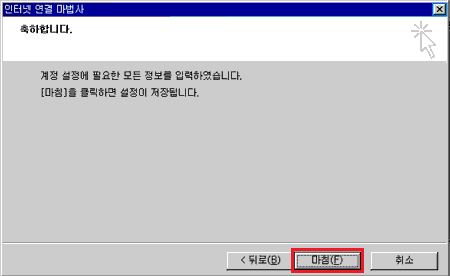 인터넷 연결 마법사
축하합니다.
계정 설정에 필요한 모든 정보를 입력하였습니다.
[마침]을 클릭하면 설정이 저장됩니다.
< 뒤로(B)
마침(F)
취소